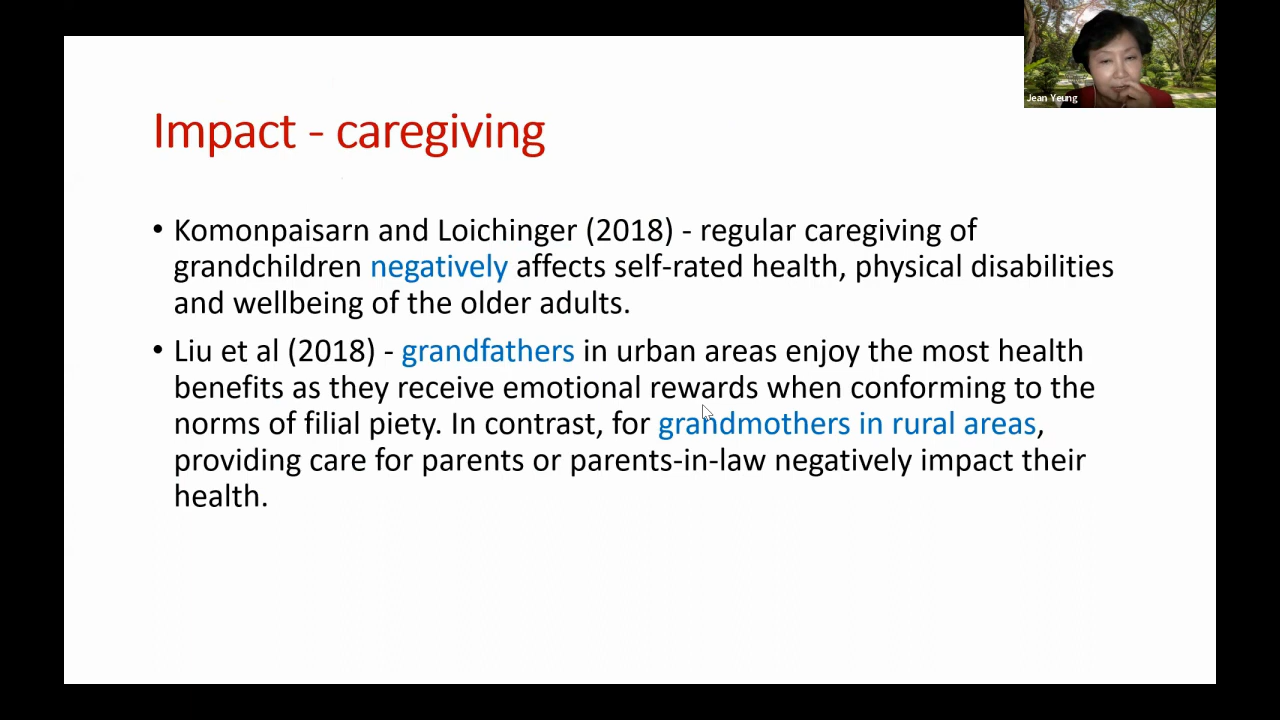 Jean Yeung
Impact - caregiving
• Komonpaisarn and Loichinger (2018) - regular caregiving of
grandchildren negatively affects self-rated health, physical disabilities
and wellbeing of the older adults.
• Liu et al (2018) - grandfathers in urban areas enjoy the most health
benefits as they receive emotional rewards when conforming to the
norms of filial piety. In contrast, for grandmothers in rural areas,
providing care for parents or parents-in-law negatively impact their
health.